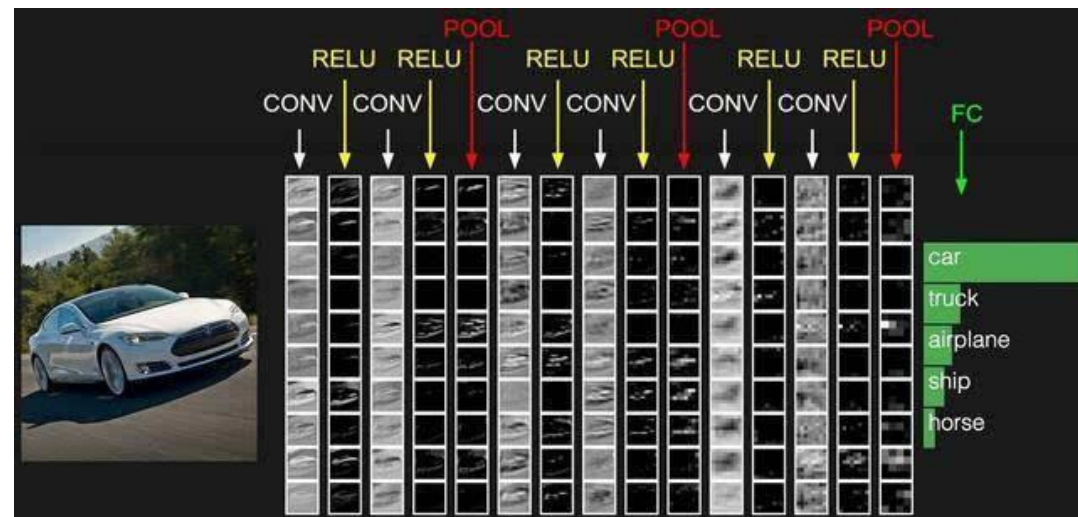 POOL POOL POOL
RELU RELU RELU RELU RELU RELU
CONV CONV CONV CONV CONV CONV
FC
car
truck
airplane
ship
horse